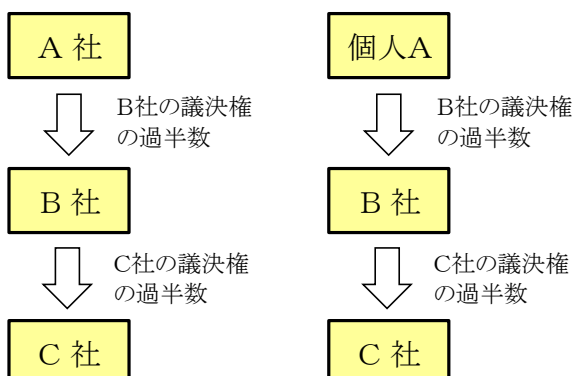 A 社
B社の議決権
の過半数
B 社
C社の議決権
の過半数
C 社
個人A
B社の議決権
の過半数
B 社
C社の議決権
の過半数
C 社